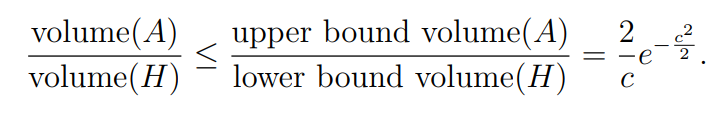 volume(A) / volume(H) ≤ upper bound volume(A) / lower bound volume(H) = 2/c e^{-c²/2}.